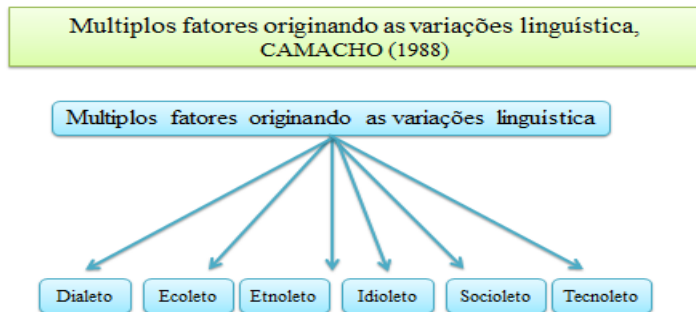 Multiplos fatores originando as variações linguística,
CAMACHO (1988)
Multiplos fatores originando as variações linguística
Dialeto
Ecoleto
Etnoleto
Idioleto
Socioleto
Tecnoleto